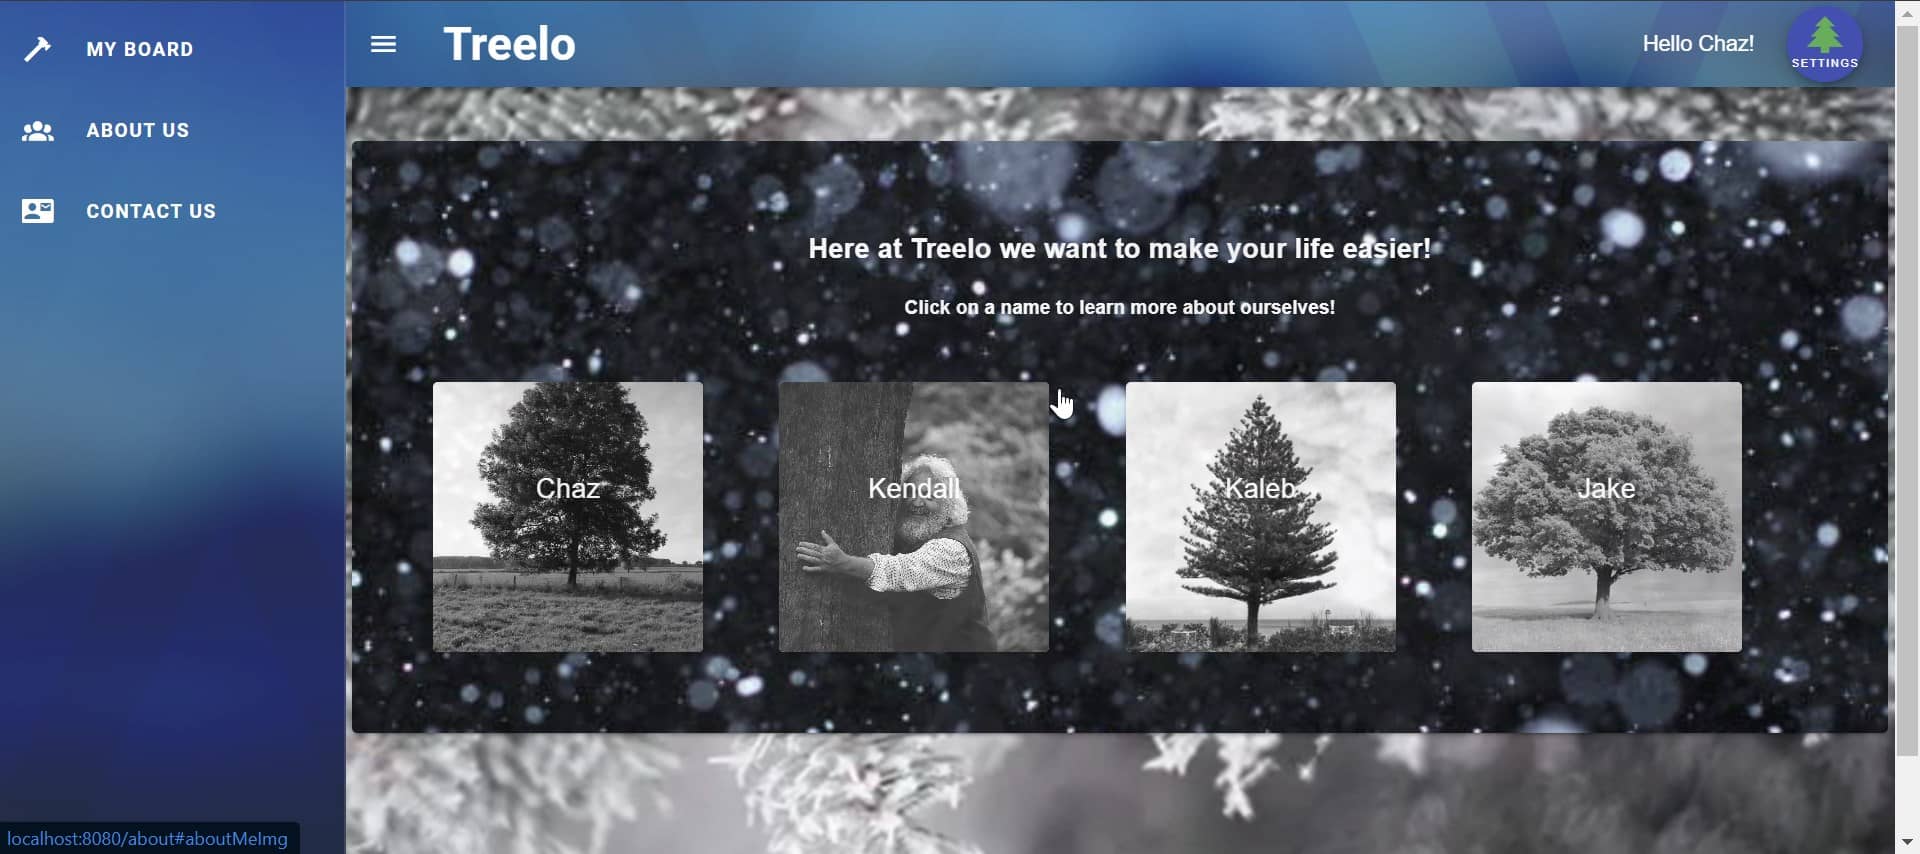 MY BOARD
ABOUT US
CONTACT US
Treelo
Hello Chaz!
SETTINGS
Here at Treelo we want to make your life easier!
Click on a name to learn more about ourselves!
Chaz
Kendall
Kaleb
Jake
localhost:8080/about#aboutMeImg